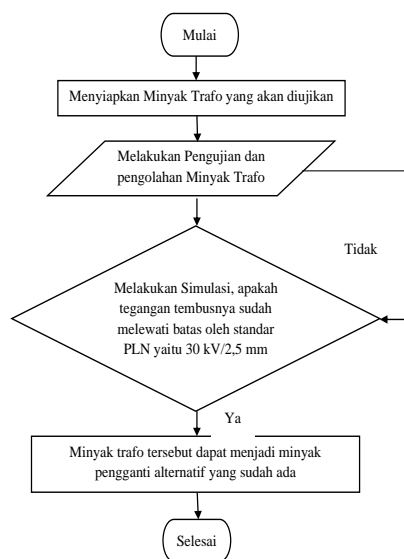 Mulai
Menyiapkan Minyak Trafo yang akan diujikan
Melakukan Pengujian dan
pengolahan Minyak Trafo
Tidak
Melakukan Simulasi, apakah
tegangan tembusnya sudah
melewati batas oleh standar
PLN yaitu 30 kV/2,5 mm
Ya
Minyak trafo tersebut dapat menjadi minyak
pengganti alternatif yang sudah ada
Selesai